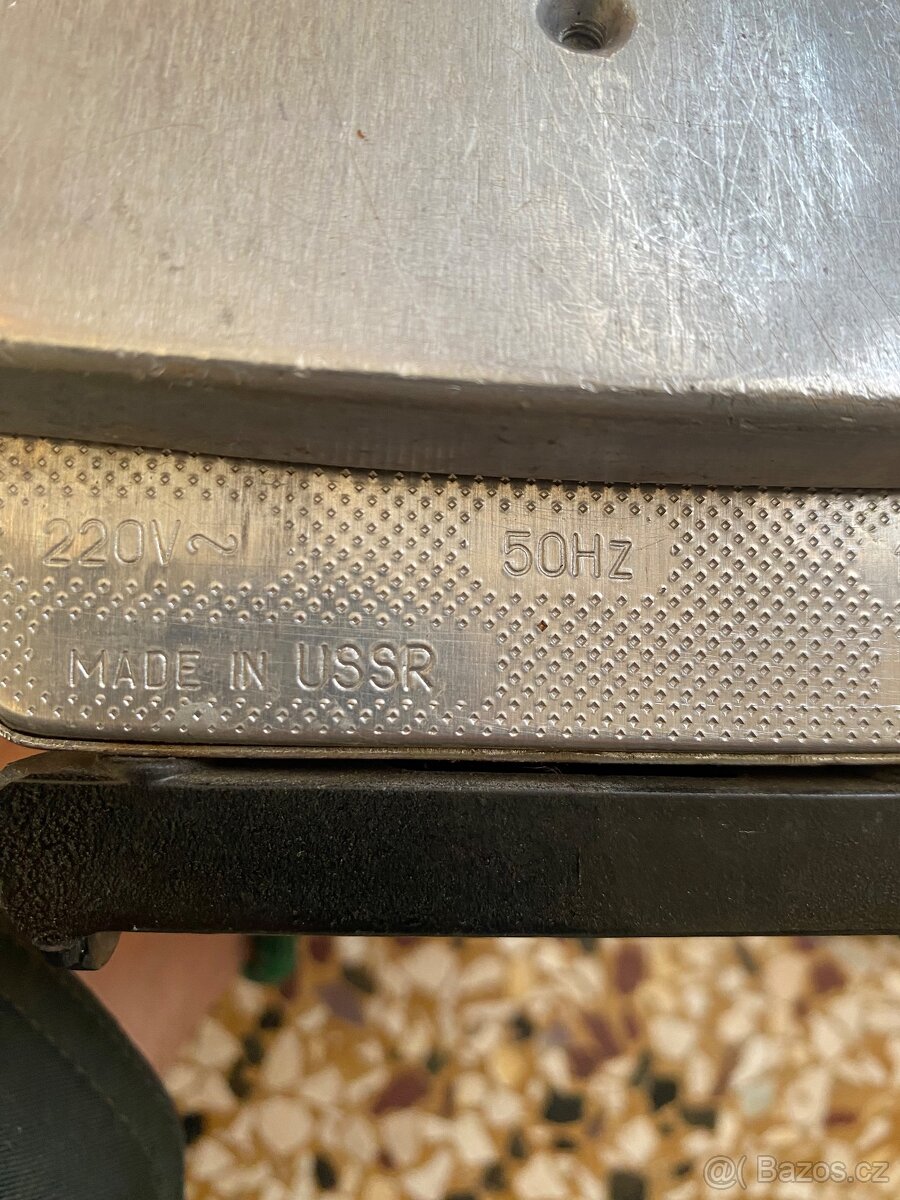 220V~ 50Hz
MADE IN USSR
@( Bazos.cz